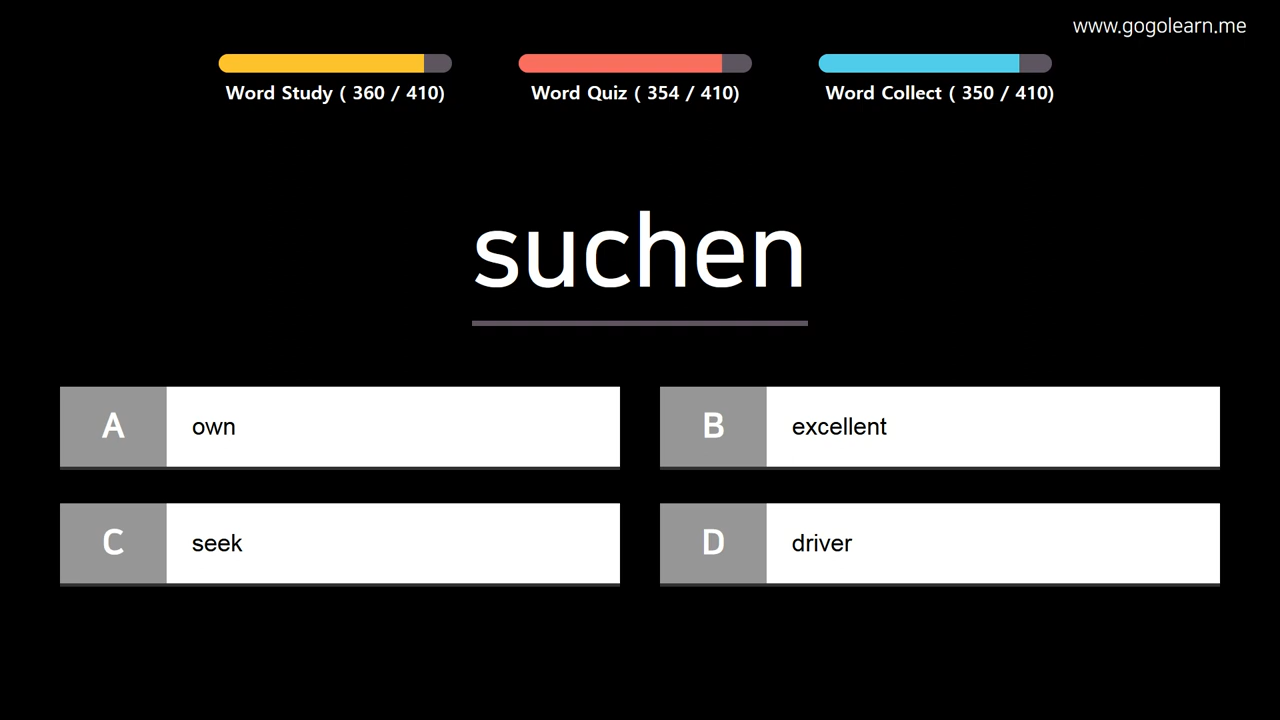 www.gogolearn.me
Word Study ( 360 / 410)
Word Quiz ( 354 / 410)
Word Collect ( 350 / 410)
suchen
A own
B excellent
C seek
D driver